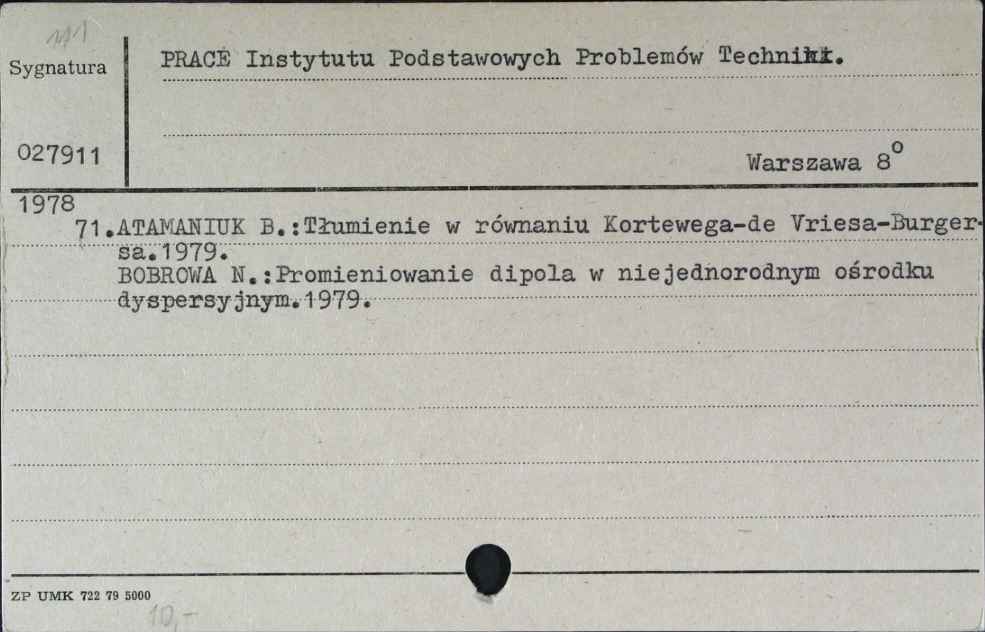 Sygnatura
PRACE Instytutu Podstawowych Problemów Techniki.
027911
Warszawa 8°
1978
71.ATAMANIUK B.:Tłumienie w równaniu Kortewega-de Vriesa-Burger-
sa.1979.
BOBROWA N.:Promieniowanie dipola w niejednorodnym ośrodku
dyspersyjnym.1979.
ZP UMK 722 79 5000
10,-